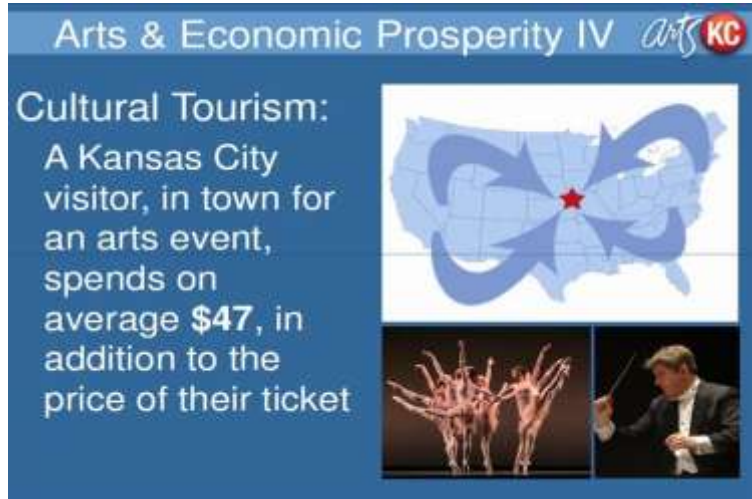 Arts & Economic Prosperity IV
arts KC
Cultural Tourism:
A Kansas City
visitor, in town for
an arts event,
spends on
average $47, in
addition to the
price of their ticket